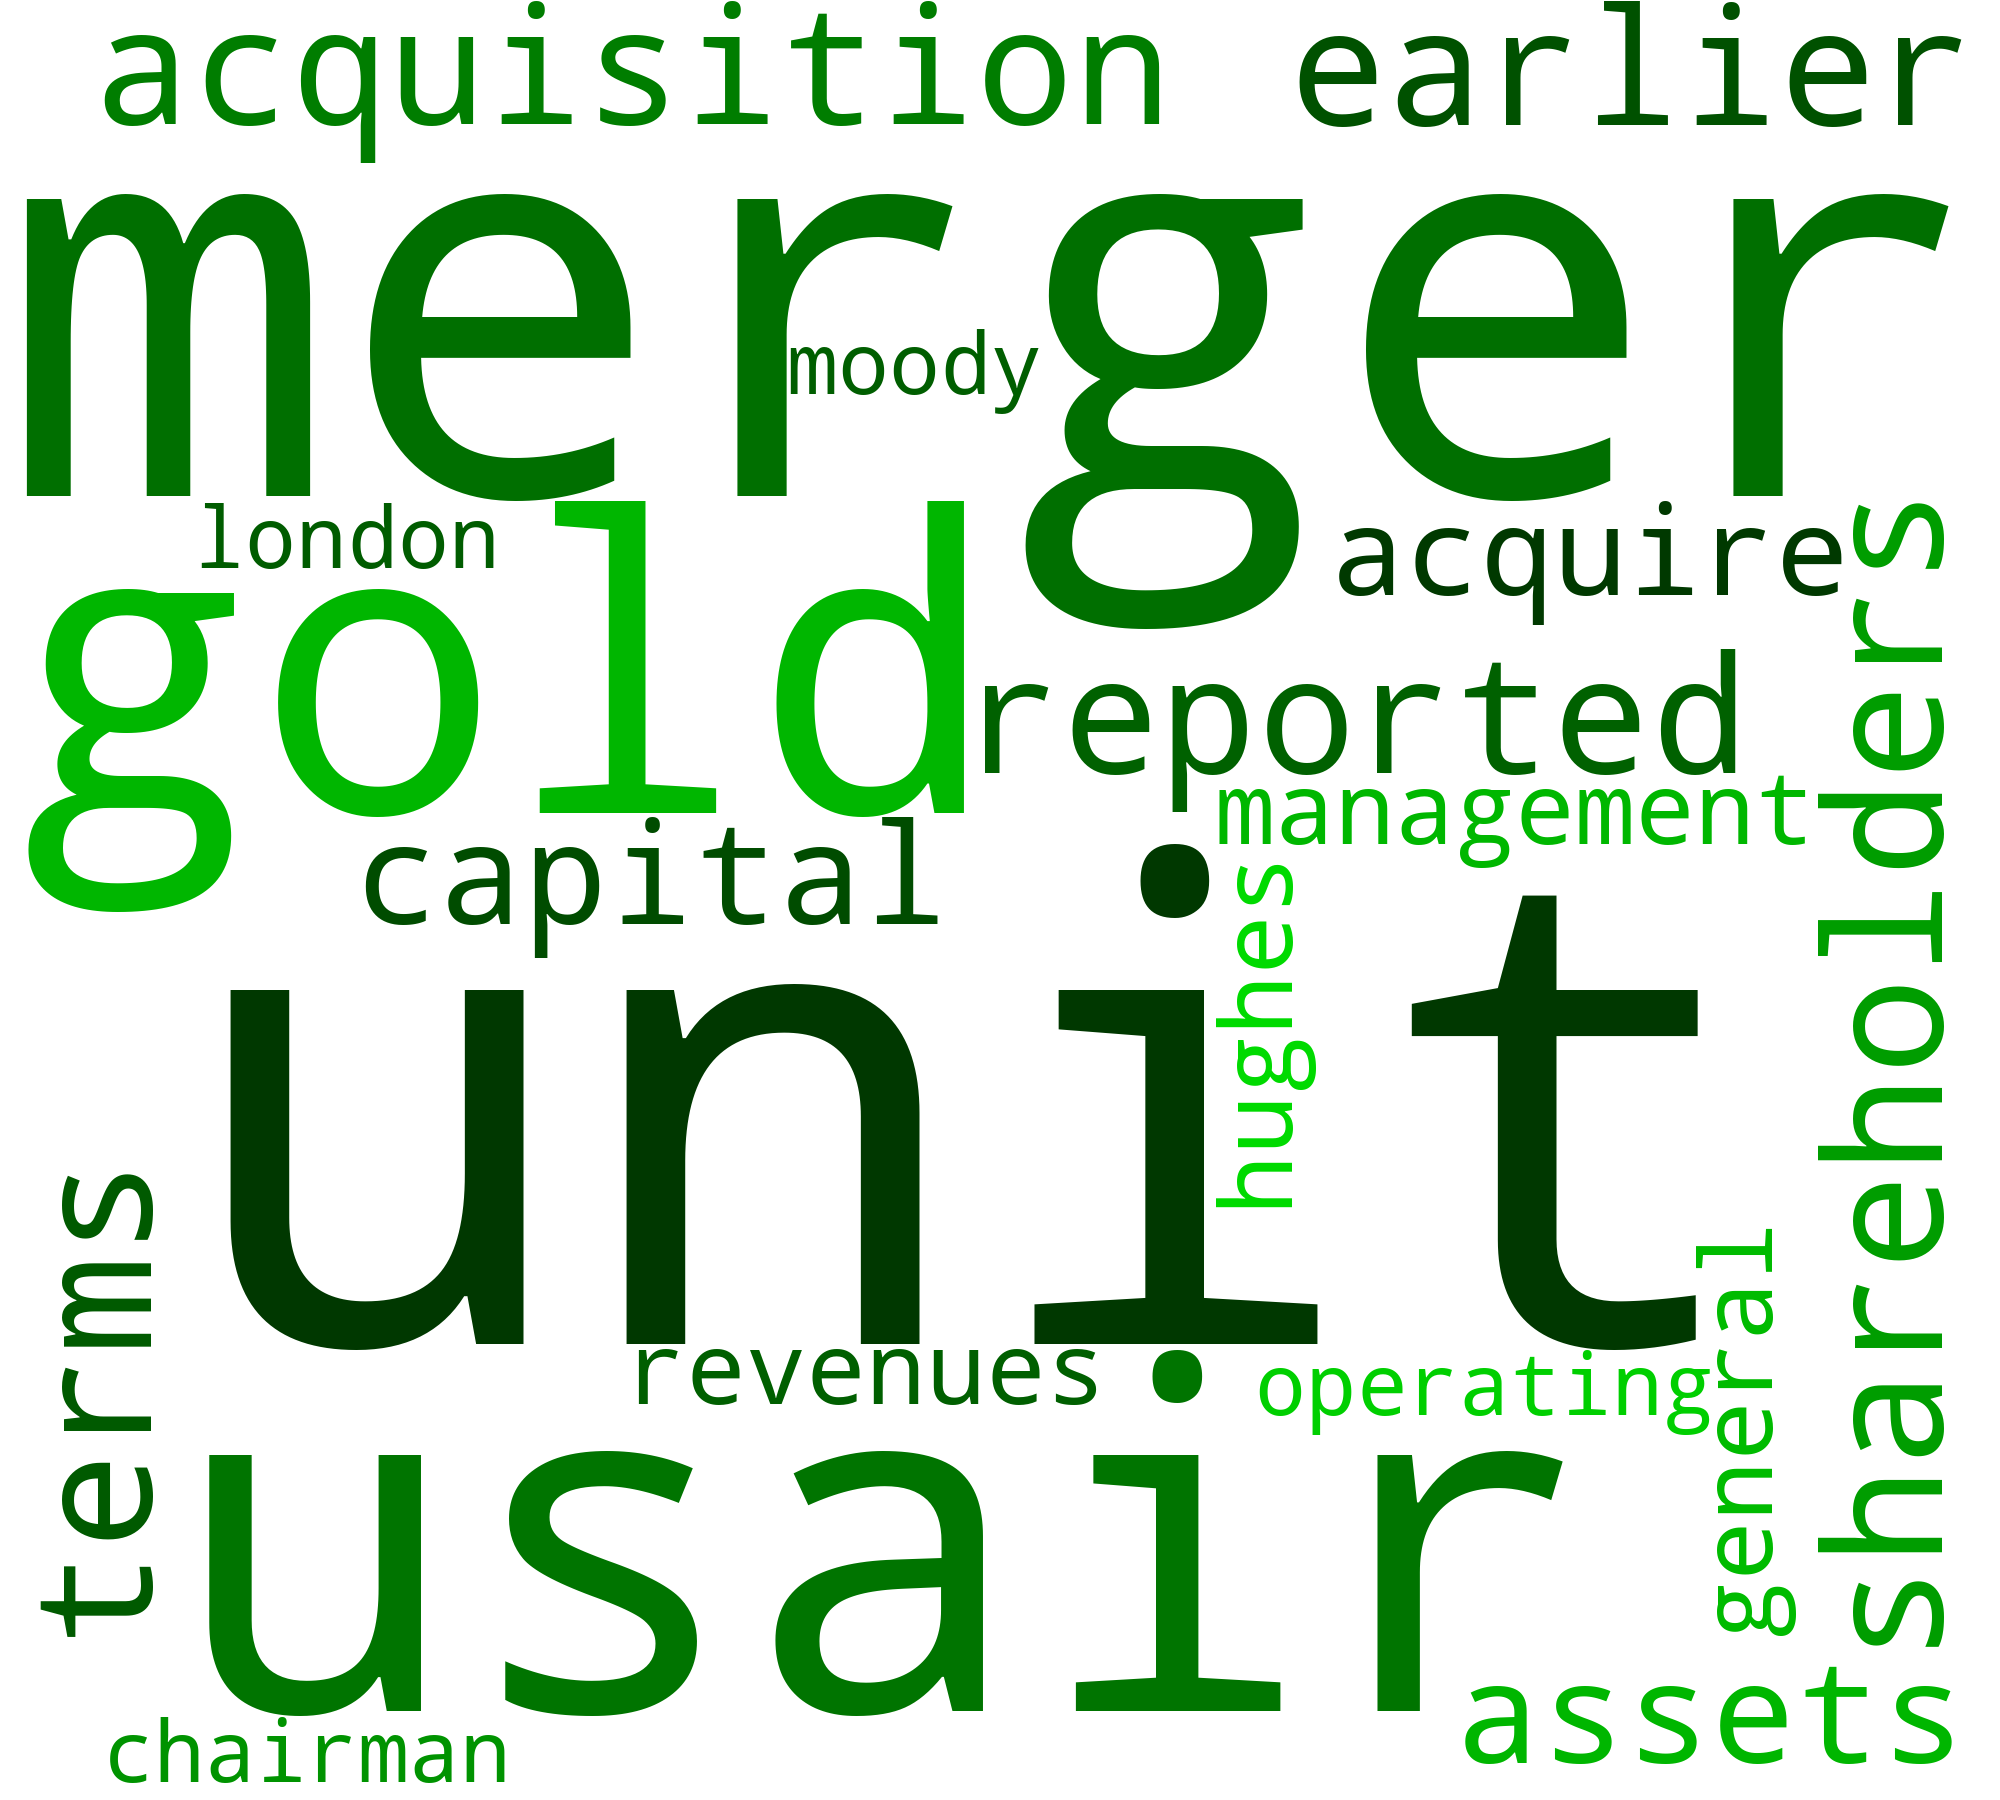 acquisition earlier
merger
moody
london
acquire
gold
reported
shareholders
management
capital
hughes
unit
terms
general
revenues
operating
usair
assets
chairman